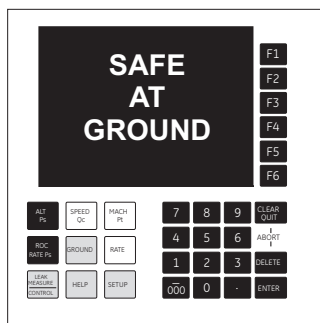 SAFE
AT
GROUND
F1
F2
F3
F4
F5
F6
ALT
Ps
SPEED
Qc
MACH
Pt
ROC
RATE Ps
GROUND
RATE
LEAK
MEASURE
CONTROL
HELP
SETUP
7
8
9
CLEAR
QUIT
4
5
6
ABORT
1
2
3
DELETE
000
0
.
ENTER